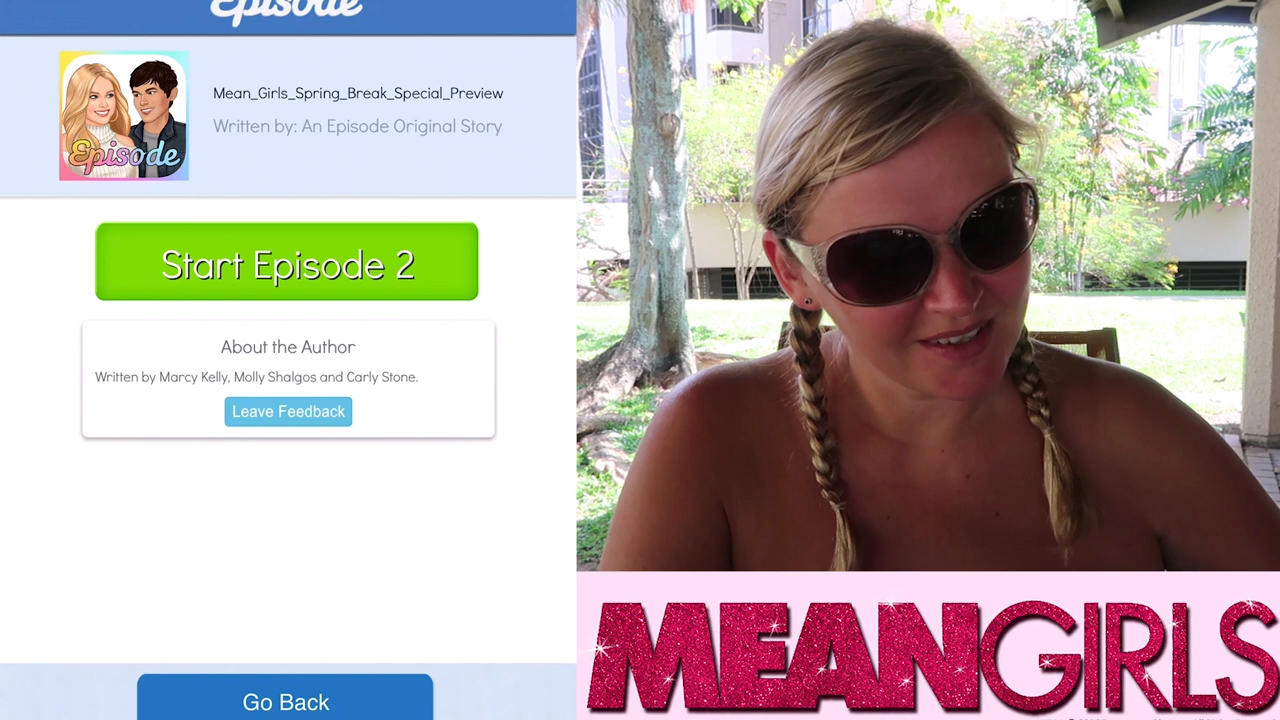 Episode
Mean_Girls_Spring_Break_Special_Preview
Written by: An Episode Original Story
Episode
Start Episode 2
About the Author
Written by Marcy Kelly, Molly Shalgos and Carly Stone.
Leave Feedback
Go Back
MEANGIRLS